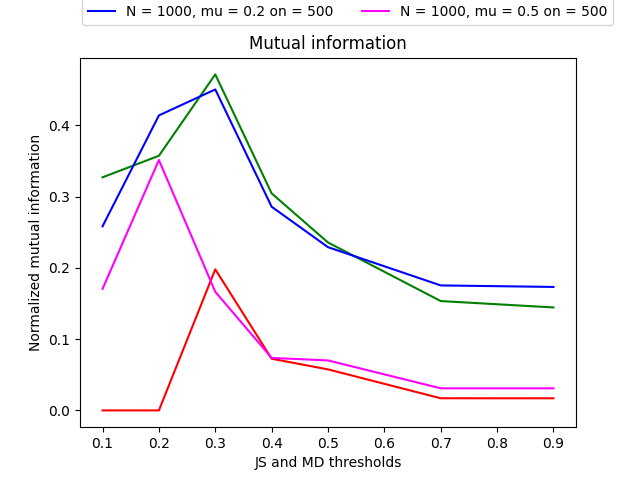 N = 1000, mu = 0.2 on = 500 N = 1000, mu = 0.5 on = 500
Mutual information
Normalized mutual information
0.4
0.3
0.2
0.1
0.0
0.1 0.2 0.3 0.4 0.5 0.6 0.7 0.8 0.9
JS and MD thresholds